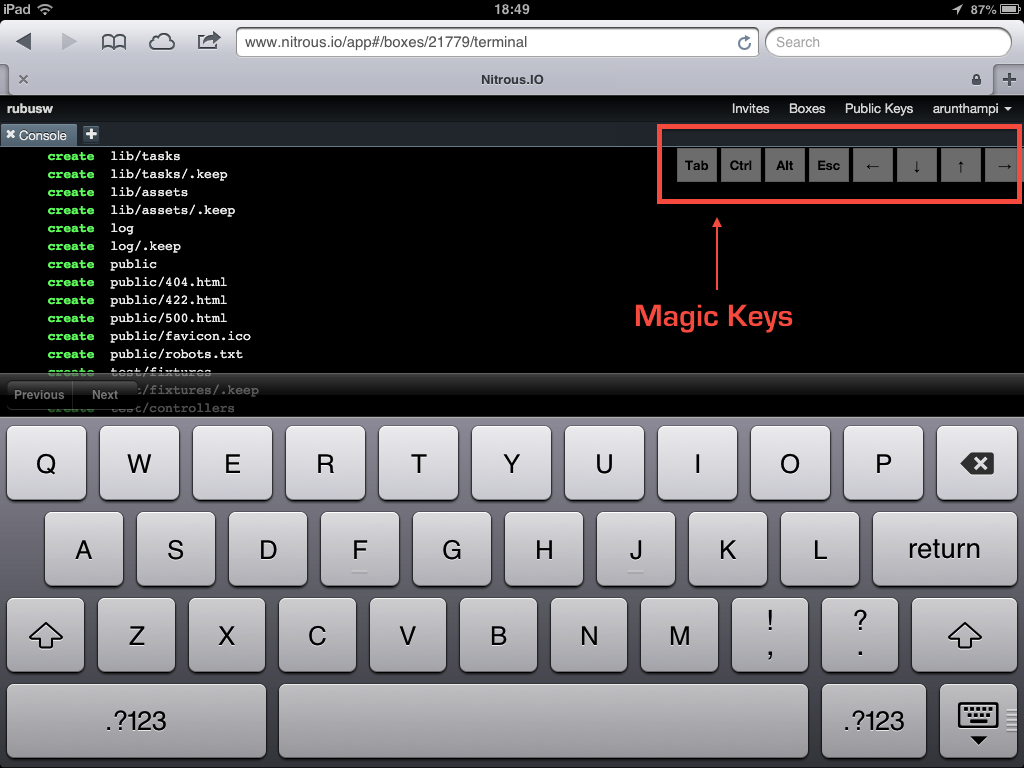 iPad 18:49 87%
www.nitrous.io/app#/boxes/21779/terminal Search
Nitrous.IO
rubusw Invites Boxes Public Keys arunthampi
Console
create lib/tasks
create lib/tasks/.keep
create lib/assets
create lib/assets/.keep
create log
create log/.keep
create public
create public/404.html
create public/422.html
create public/500.html
create public/favicon.ico
create public/robots.txt
create test/fixtures
/fixtures/.keep
create test/controllers
Tab Ctrl Alt Esc ← ↓ ↑ →
Magic Keys
Previous Next
Q W E R T Y U I O P
A S D F G H J K L return
Z X C V B N M ! , ? .
.?123 .?123